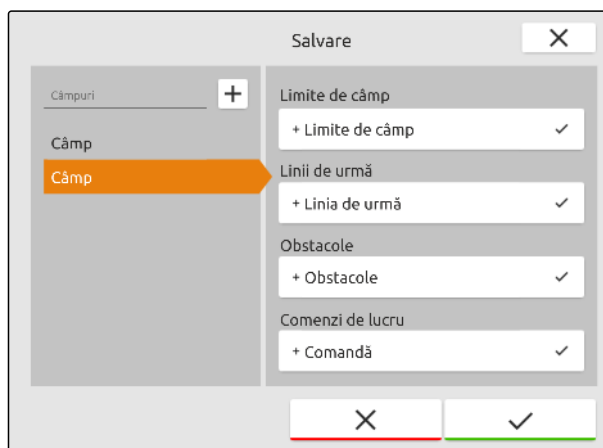 Salvare
Câmpuri
Câmp
Câmp
Limite de câmp
+ Limite de câmp
Linii de urmă
+ Linia de urmă
Obstacole
+ Obstacole
Comenzi de lucru
+ Comandă